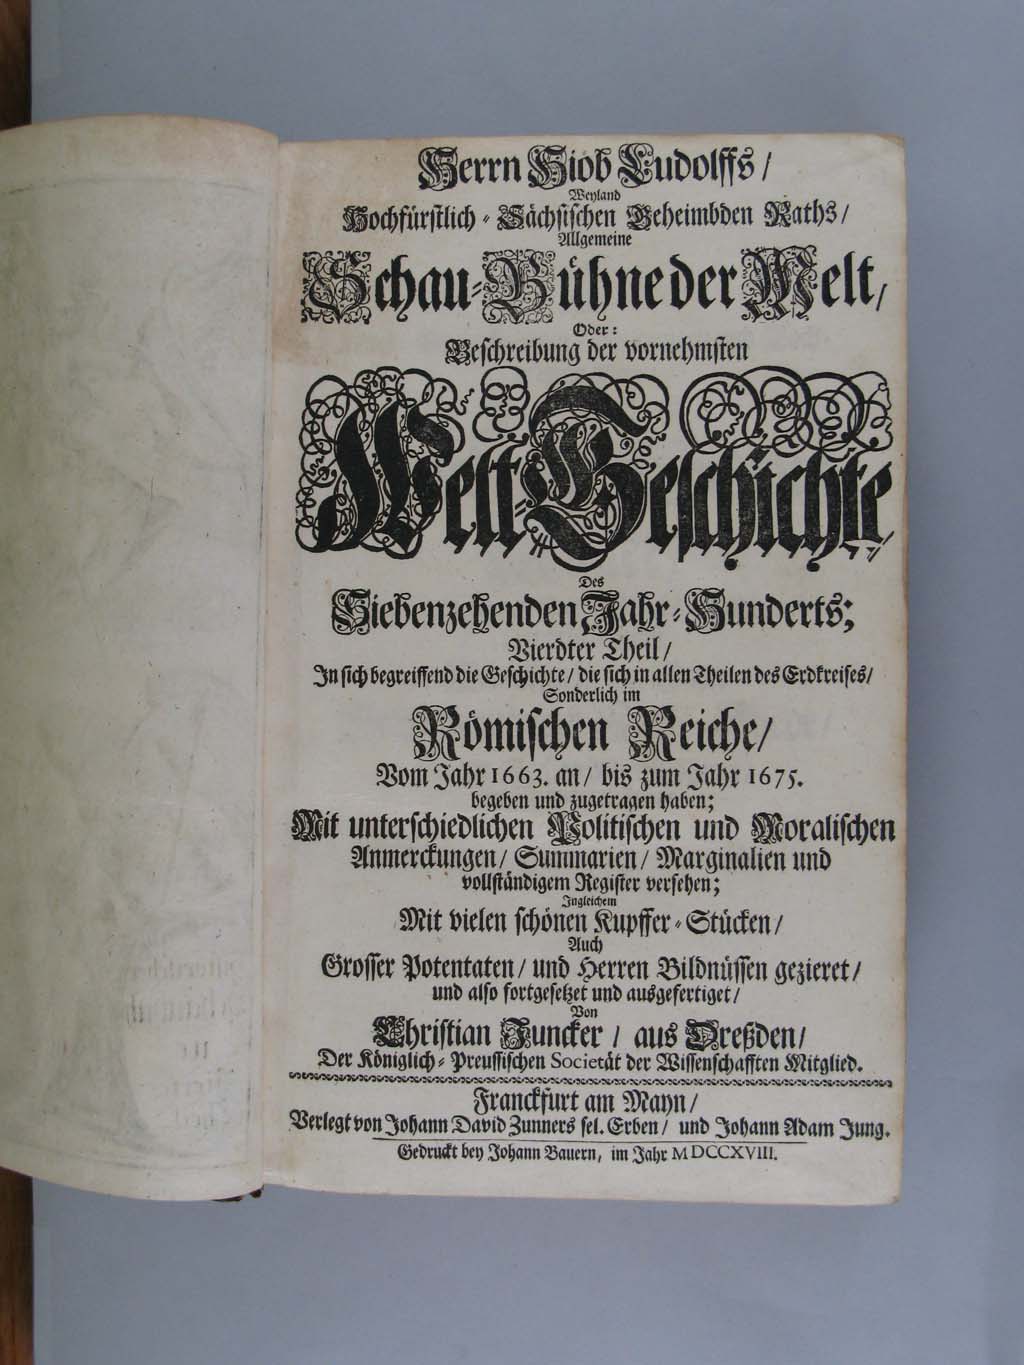 Herrn Hiob Ludolffs/
Weyland
Hochfürstlich-Sächsischen Geheimbden Raths/
Allgemeine
Schau-Bühne der Welt,
Oder:
Beschreibung der vornehmsten
Welt-Geschichte,
Des
Siebenzehenden Jahr-Hunderts;
Vierdter Theil/
In sich begreiffend die Geschichte/ die sich in allen Theilen des Erdkreises/
Sonderlich im
Römischen Reiche/
Vom Jahr 1663. an/ bis zum Jahr 1675.
begeben und zugetragen haben;
Mit unterschiedlichen Politischen und Moralischen
Anmerckungen/ Summarien/ Marginalien und
vollständigem Register versehen;
Ingleichem
Mit vielen schönen Kupffer-Stücken/
Auch
Grosser Potentaten/ und Herren Bildnüssen gezieret/
und also fortgesetzet und ausgefertiget/
Von
Christian Juncker/ aus Dreßden/
Der Königlich-Preussischen Societät der Wissenschafften Mitglied.
Franckfurt am Mayn/
Verlegt von Johann David Zunners sel. Erben/ und Johann Adam Jung.
Gedruckt bey Johann Bauern, im Jahr MDCCXVIII.